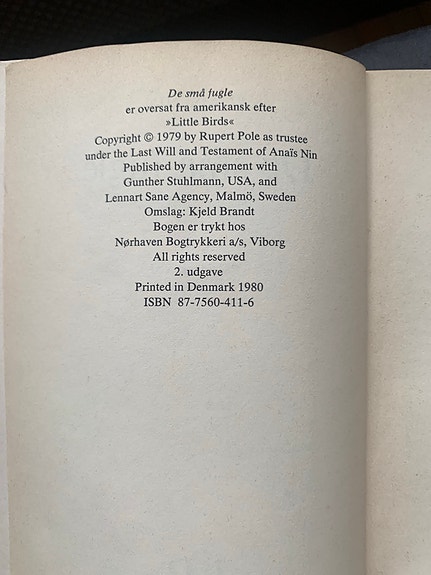 De små fugle
er oversat fra amerikansk efter
»Little Birds«
Copyright © 1979 by Rupert Pole as trustee
under the Last Will and Testament of Anaïs Nin
Published by arrangement with
Gunther Stuhlmann, USA, and
Lennart Sane Agency, Malmö, Sweden
Omslag: Kjeld Brandt
Bogen er trykt hos
Nørhaven Bogtrykkeri a/s, Viborg
All rights reserved
2. udgave
Printed in Denmark 1980
ISBN 87-7560-411-6